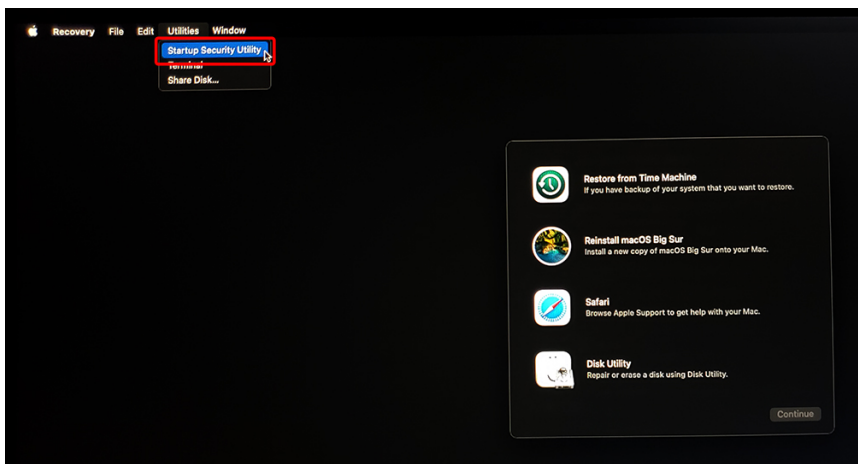 Recovery File Edit Utilities Window
Startup Security Utility
Terminal
Share Disk...
Restore from Time Machine
If you have backup of your system that you want to restore.
Reinstall macOS Big Sur
Install a new copy of macOS Big Sur onto your Mac.
Safari
Browse Apple Support to get help with your Mac.
Disk Utility
Repair or erase a disk using Disk Utility.
Continue